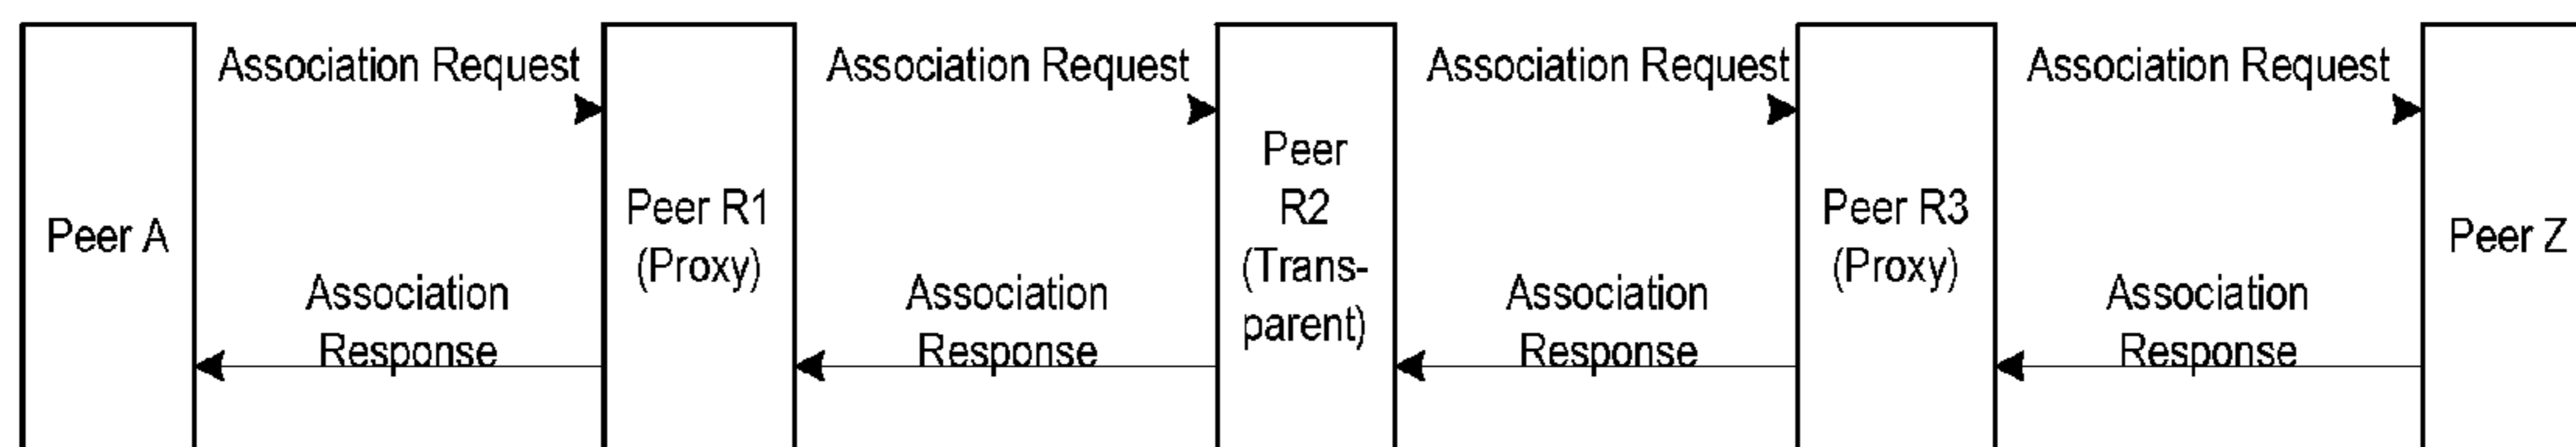 Association Request
Association Request
Association Request
Association Request
Peer A
Peer R1
(Proxy)
Peer
R2
(Trans-
parent)
Peer R3
(Proxy)
Peer Z
Association
Response
Association
Response
Association
Response
Association
Response